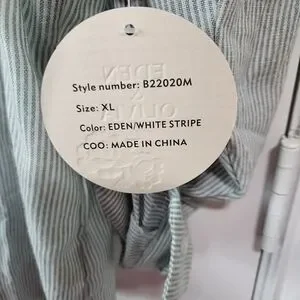 Style number: B22020M
Size: XL
Color: EDEN/WHITE STRIPE
COO: MADE IN CHINA